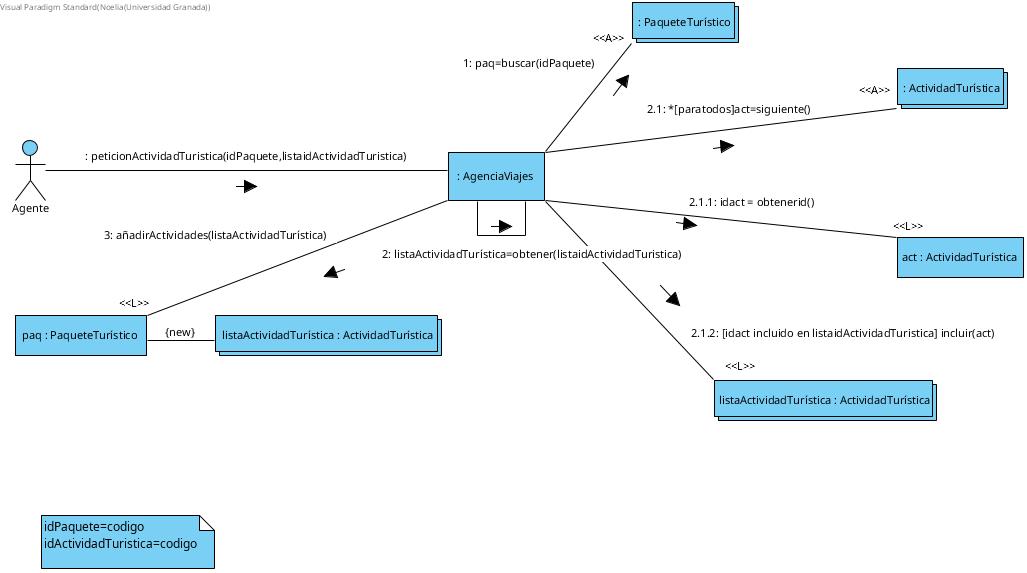 Visual Paradigm Standard(Noelia(Universidad Granada))
: PaqueteTurístico
<<A>>
1: paq=buscar(idPaquete)
: ActividadTurística
<<A>>
2.1: *[paratodos]act=siguiente()
: peticionActividadTuristica(idPaquete,listaidActividadTuristica)
: AgenciaViajes
Agente
2.1.1: idact = obtenerid()
<<L>>
3: añadirActividades(listaActividadTurística)
act : ActividadTurística
2: listaActividadTurística=obtener(listaidActividadTuristica)
<<L>>
paq : PaqueteTurístico
{new}
listaActividadTurística : ActividadTurística
2.1.2: [idact incluido en listaidActividadTuristica] incluir(act)
<<L>>
listaActividadTurística : ActividadTurística
idPaquete=codigo
idActividadTuristica=codigo